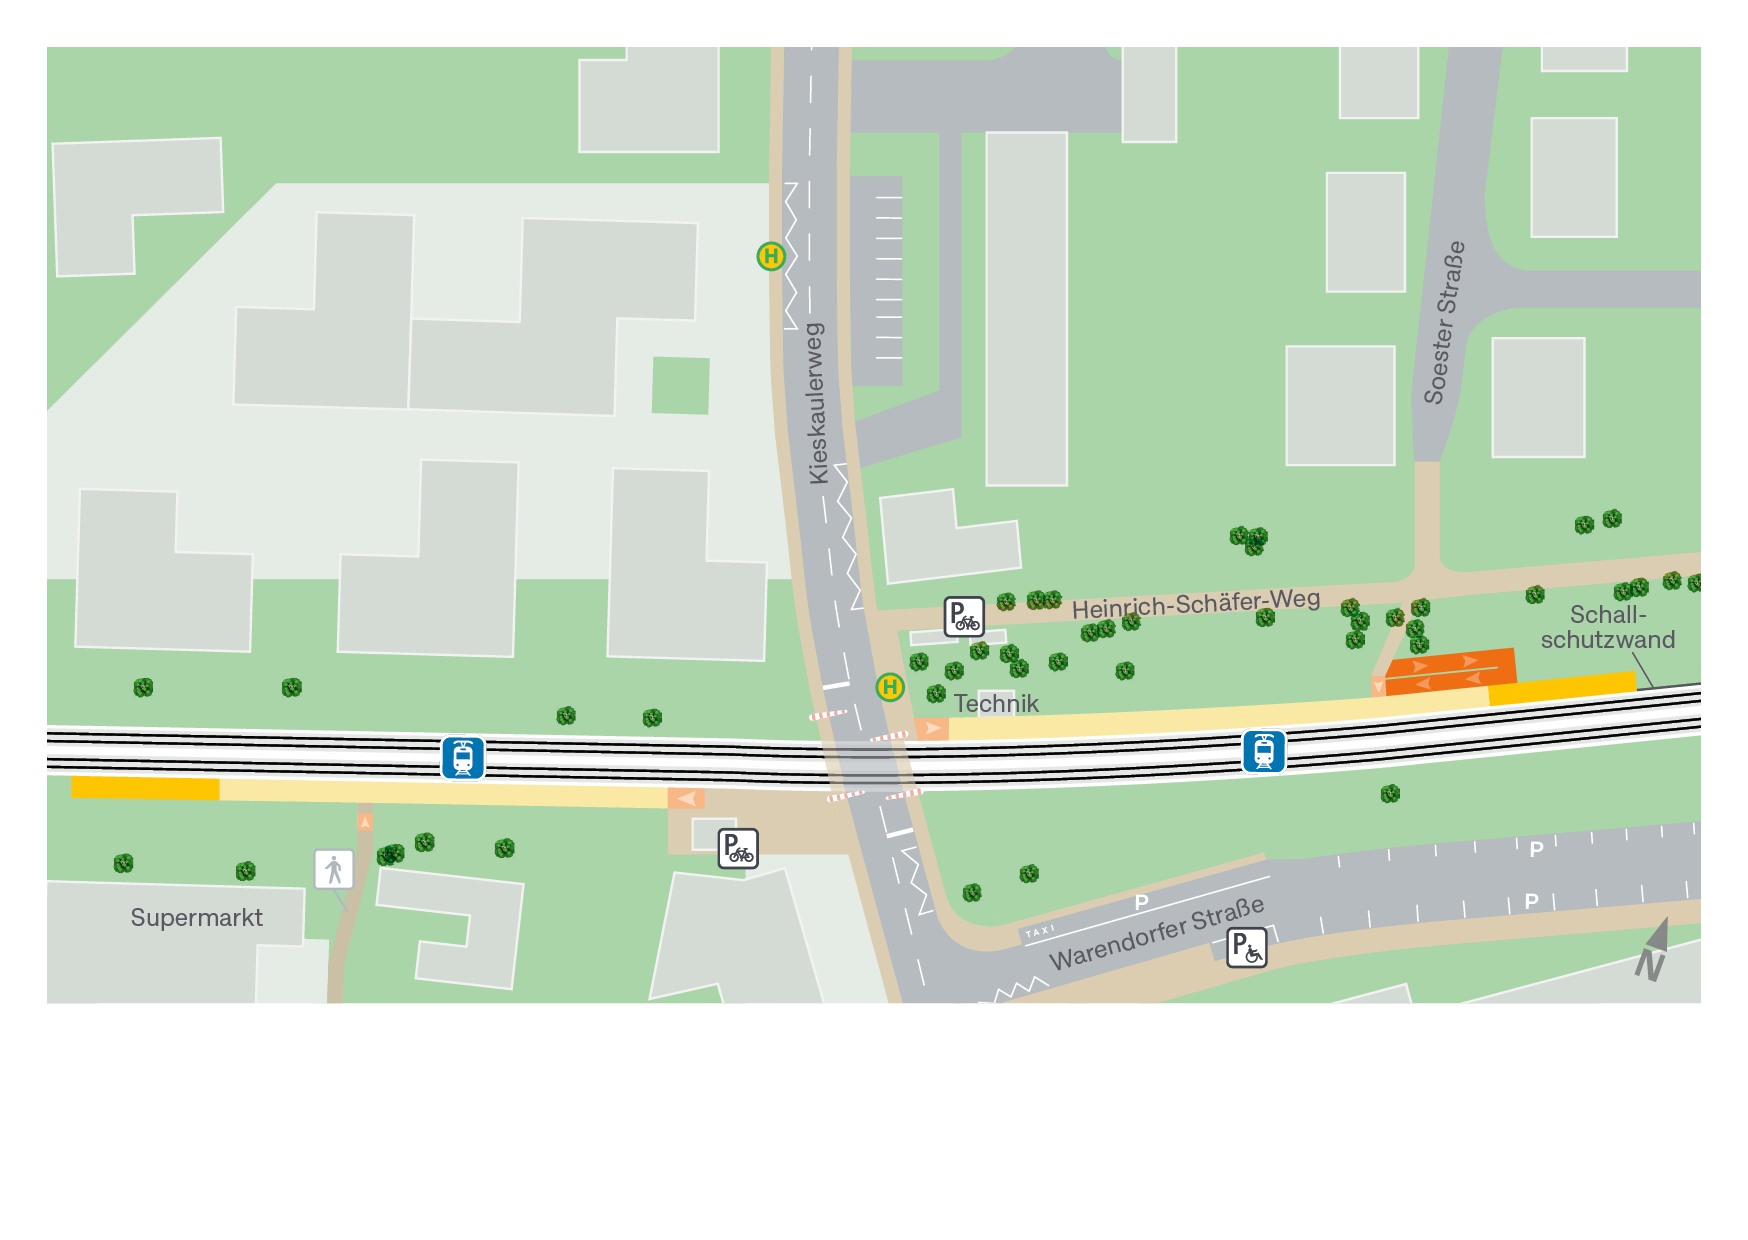 H
Kieskaulerweg
Soester Straße
P
Heinrich-Schäfer-Weg
Schall-
schutzwand
H
Technik
P
Supermarkt
P
P
P
TAXI
Warendorfer Straße
P
N